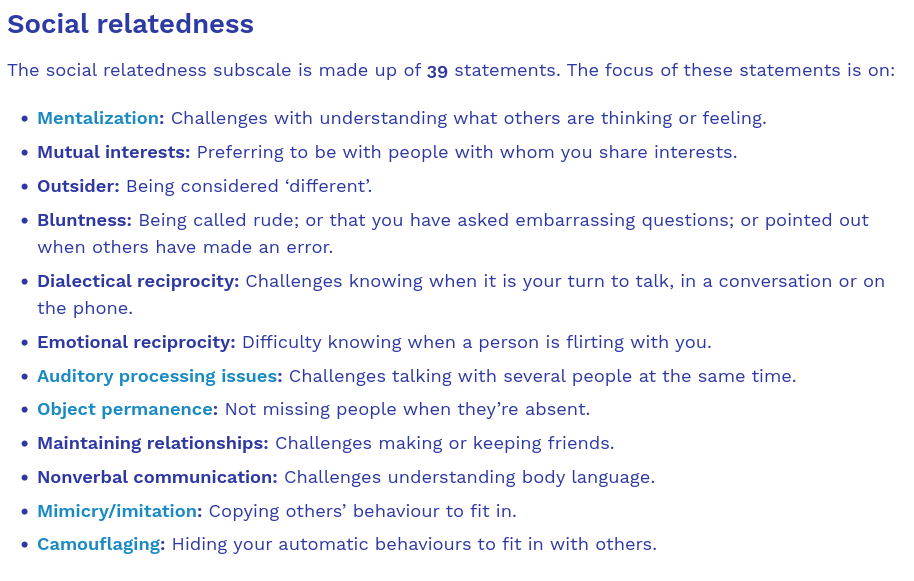 Social relatedness
The social relatedness subscale is made up of 39 statements. The focus of these statements is on:
• Mentalization: Challenges with understanding what others are thinking or feeling.
• Mutual interests: Preferring to be with people with whom you share interests.
• Outsider: Being considered ‘different’.
• Bluntness: Being called rude; or that you have asked embarrassing questions; or pointed out
when others have made an error.
• Dialectical reciprocity: Challenges knowing when it is your turn to talk, in a conversation or on
the phone.
• Emotional reciprocity: Difficulty knowing when a person is flirting with you.
• Auditory processing issues: Challenges talking with several people at the same time.
• Object permanence: Not missing people when they’re absent.
• Maintaining relationships: Challenges making or keeping friends.
• Nonverbal communication: Challenges understanding body language.
• Mimicry/imitation: Copying others’ behaviour to fit in.
• Camouflaging: Hiding your automatic behaviours to fit in with others.